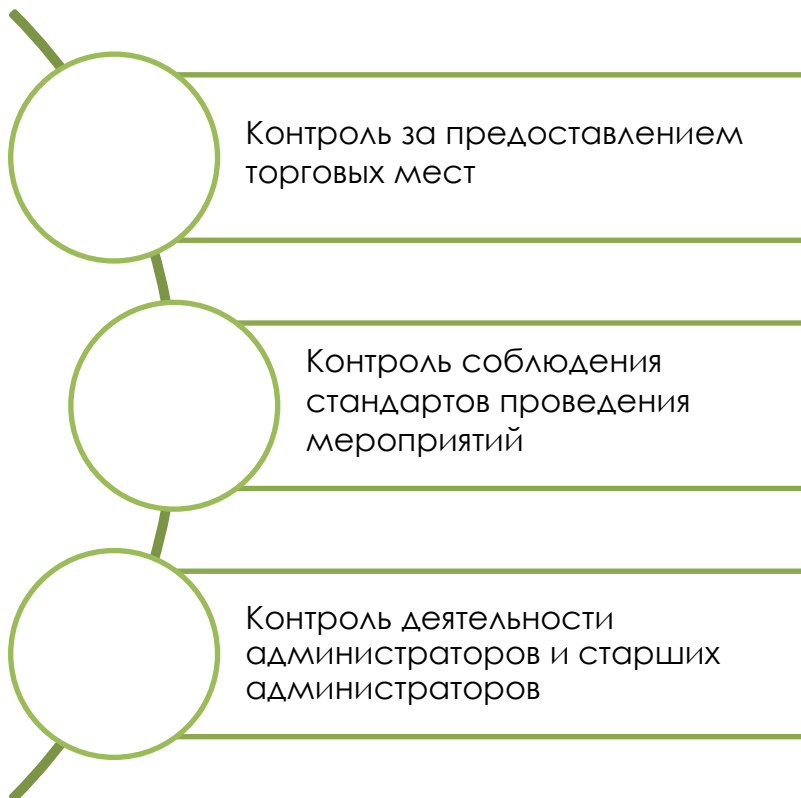 Контроль за предоставлением
торговых мест
Контроль соблюдения
стандартов проведения
мероприятий
Контроль деятельности
администраторов и старших
администраторов